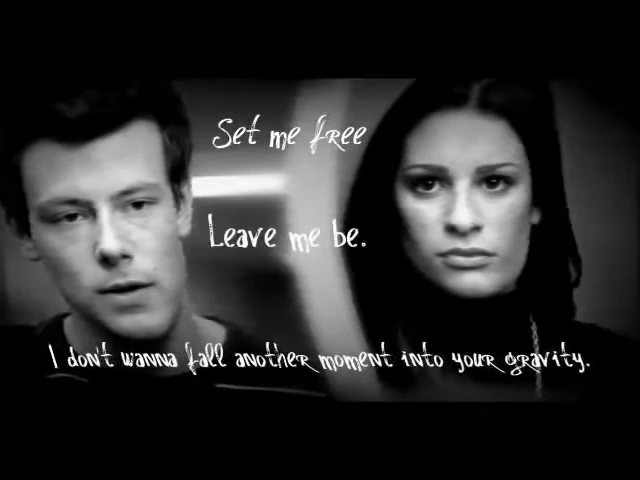 Set me free
Leave me be.
I don't wanna fall another moment into your gravity.